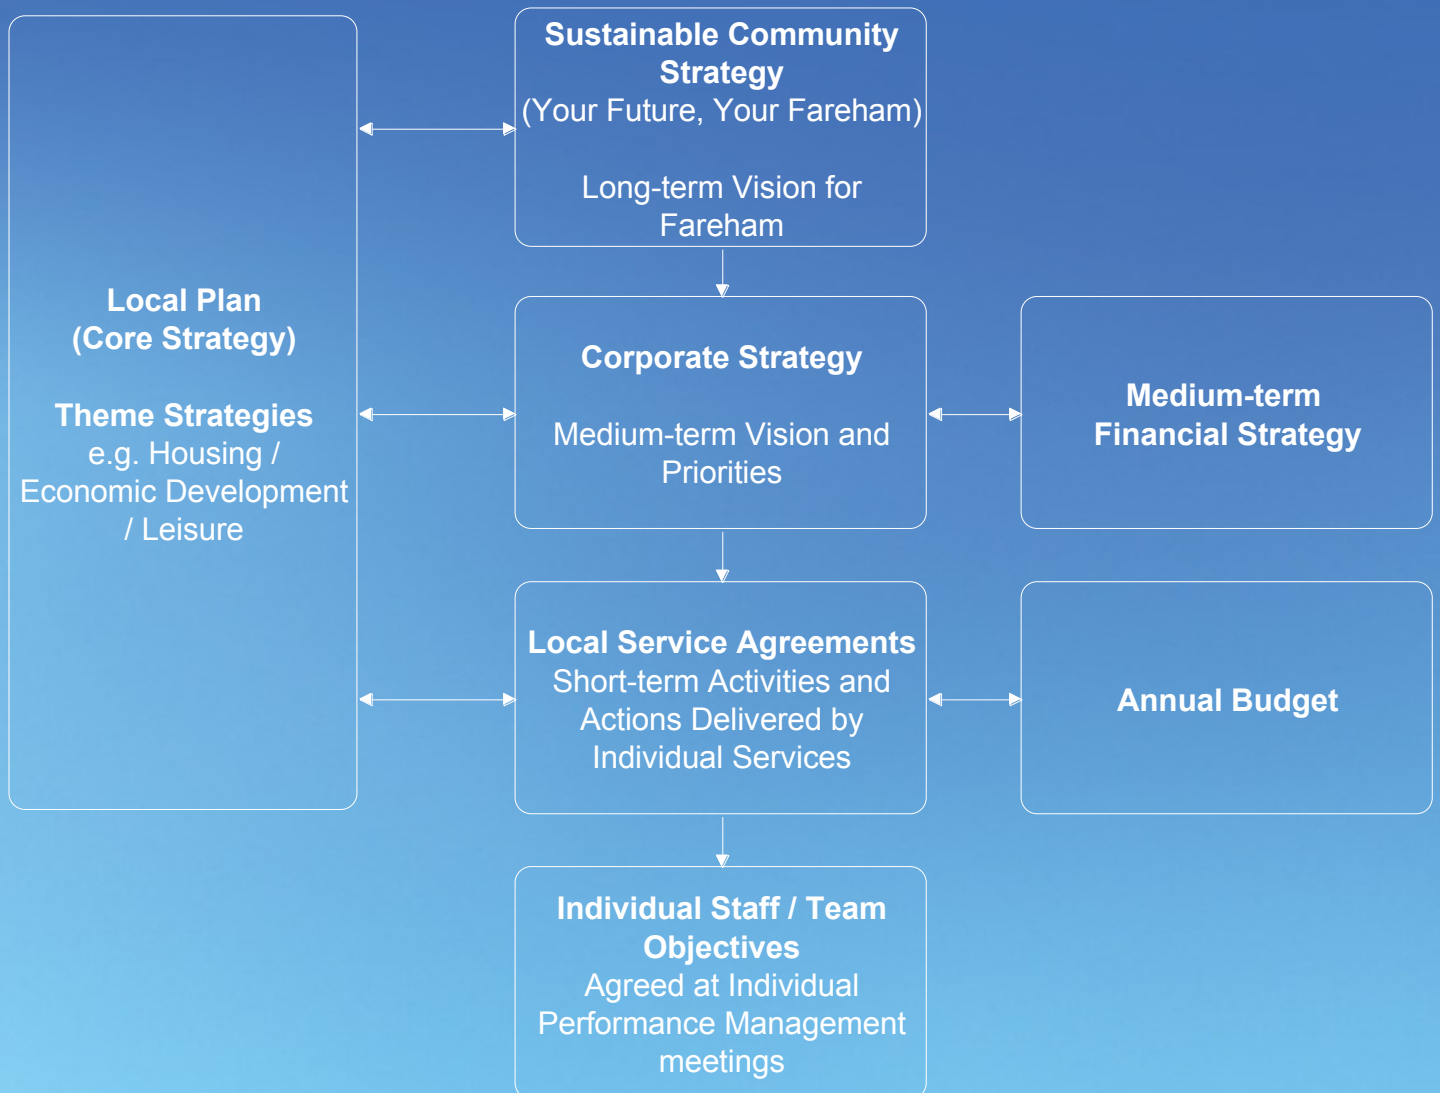 Sustainable Community
Strategy
(Your Future, Your Fareham)
Long-term Vision for
Fareham
Local Plan
(Core Strategy)
Theme Strategies
e.g. Housing /
Economic Development
/ Leisure
Corporate Strategy
Medium-term Vision and
Priorities
Medium-term
Financial Strategy
Local Service Agreements
Short-term Activities and
Actions Delivered by
Individual Services
Annual Budget
Individual Staff / Team
Objectives
Agreed at Individual
Performance Management
meetings